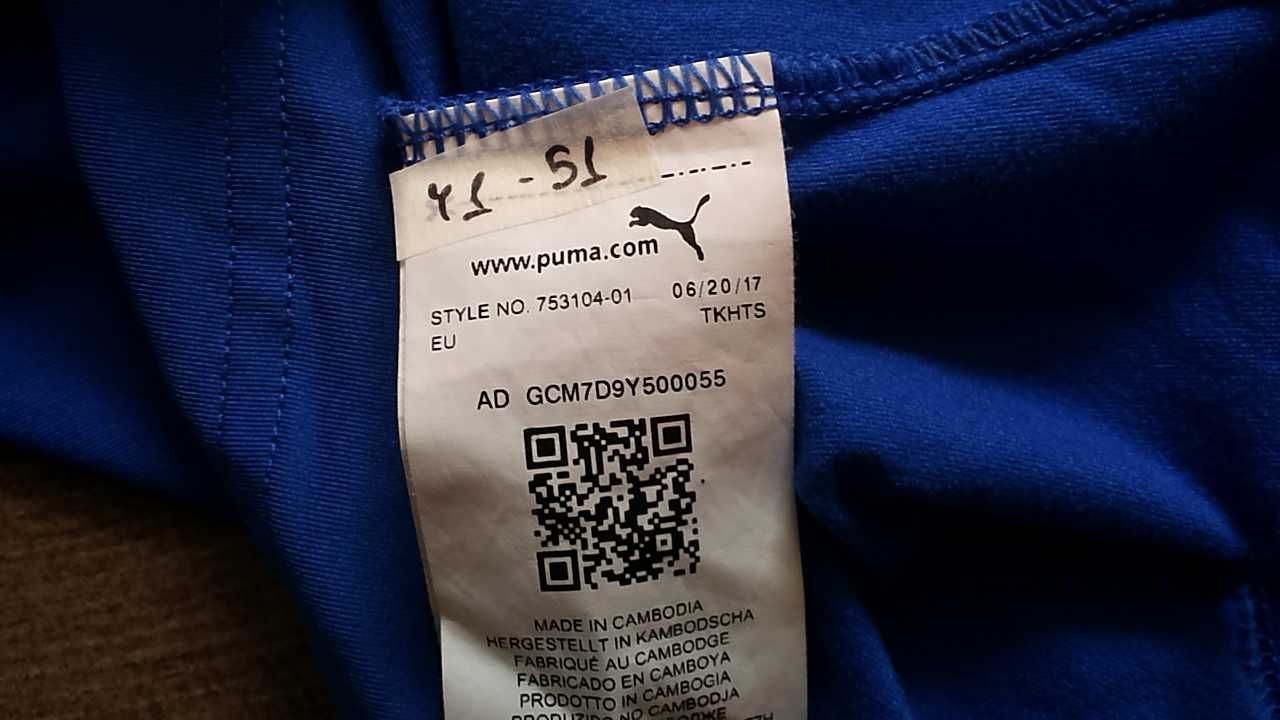 41 - 51
www.puma.com
STYLE NO. 753104-01 06/20/17
EU TKHTS
AD GCM7D9Y500055
MADE IN CAMBODIA
HERGESTELLT IN KAMBODSCHA
FABRIQUÉ AU CAMBODGE
FABRICADO EN CAMBOYA
PRODOTTO IN CAMBOGIA
PRODUZIDO NO CAMBODJA